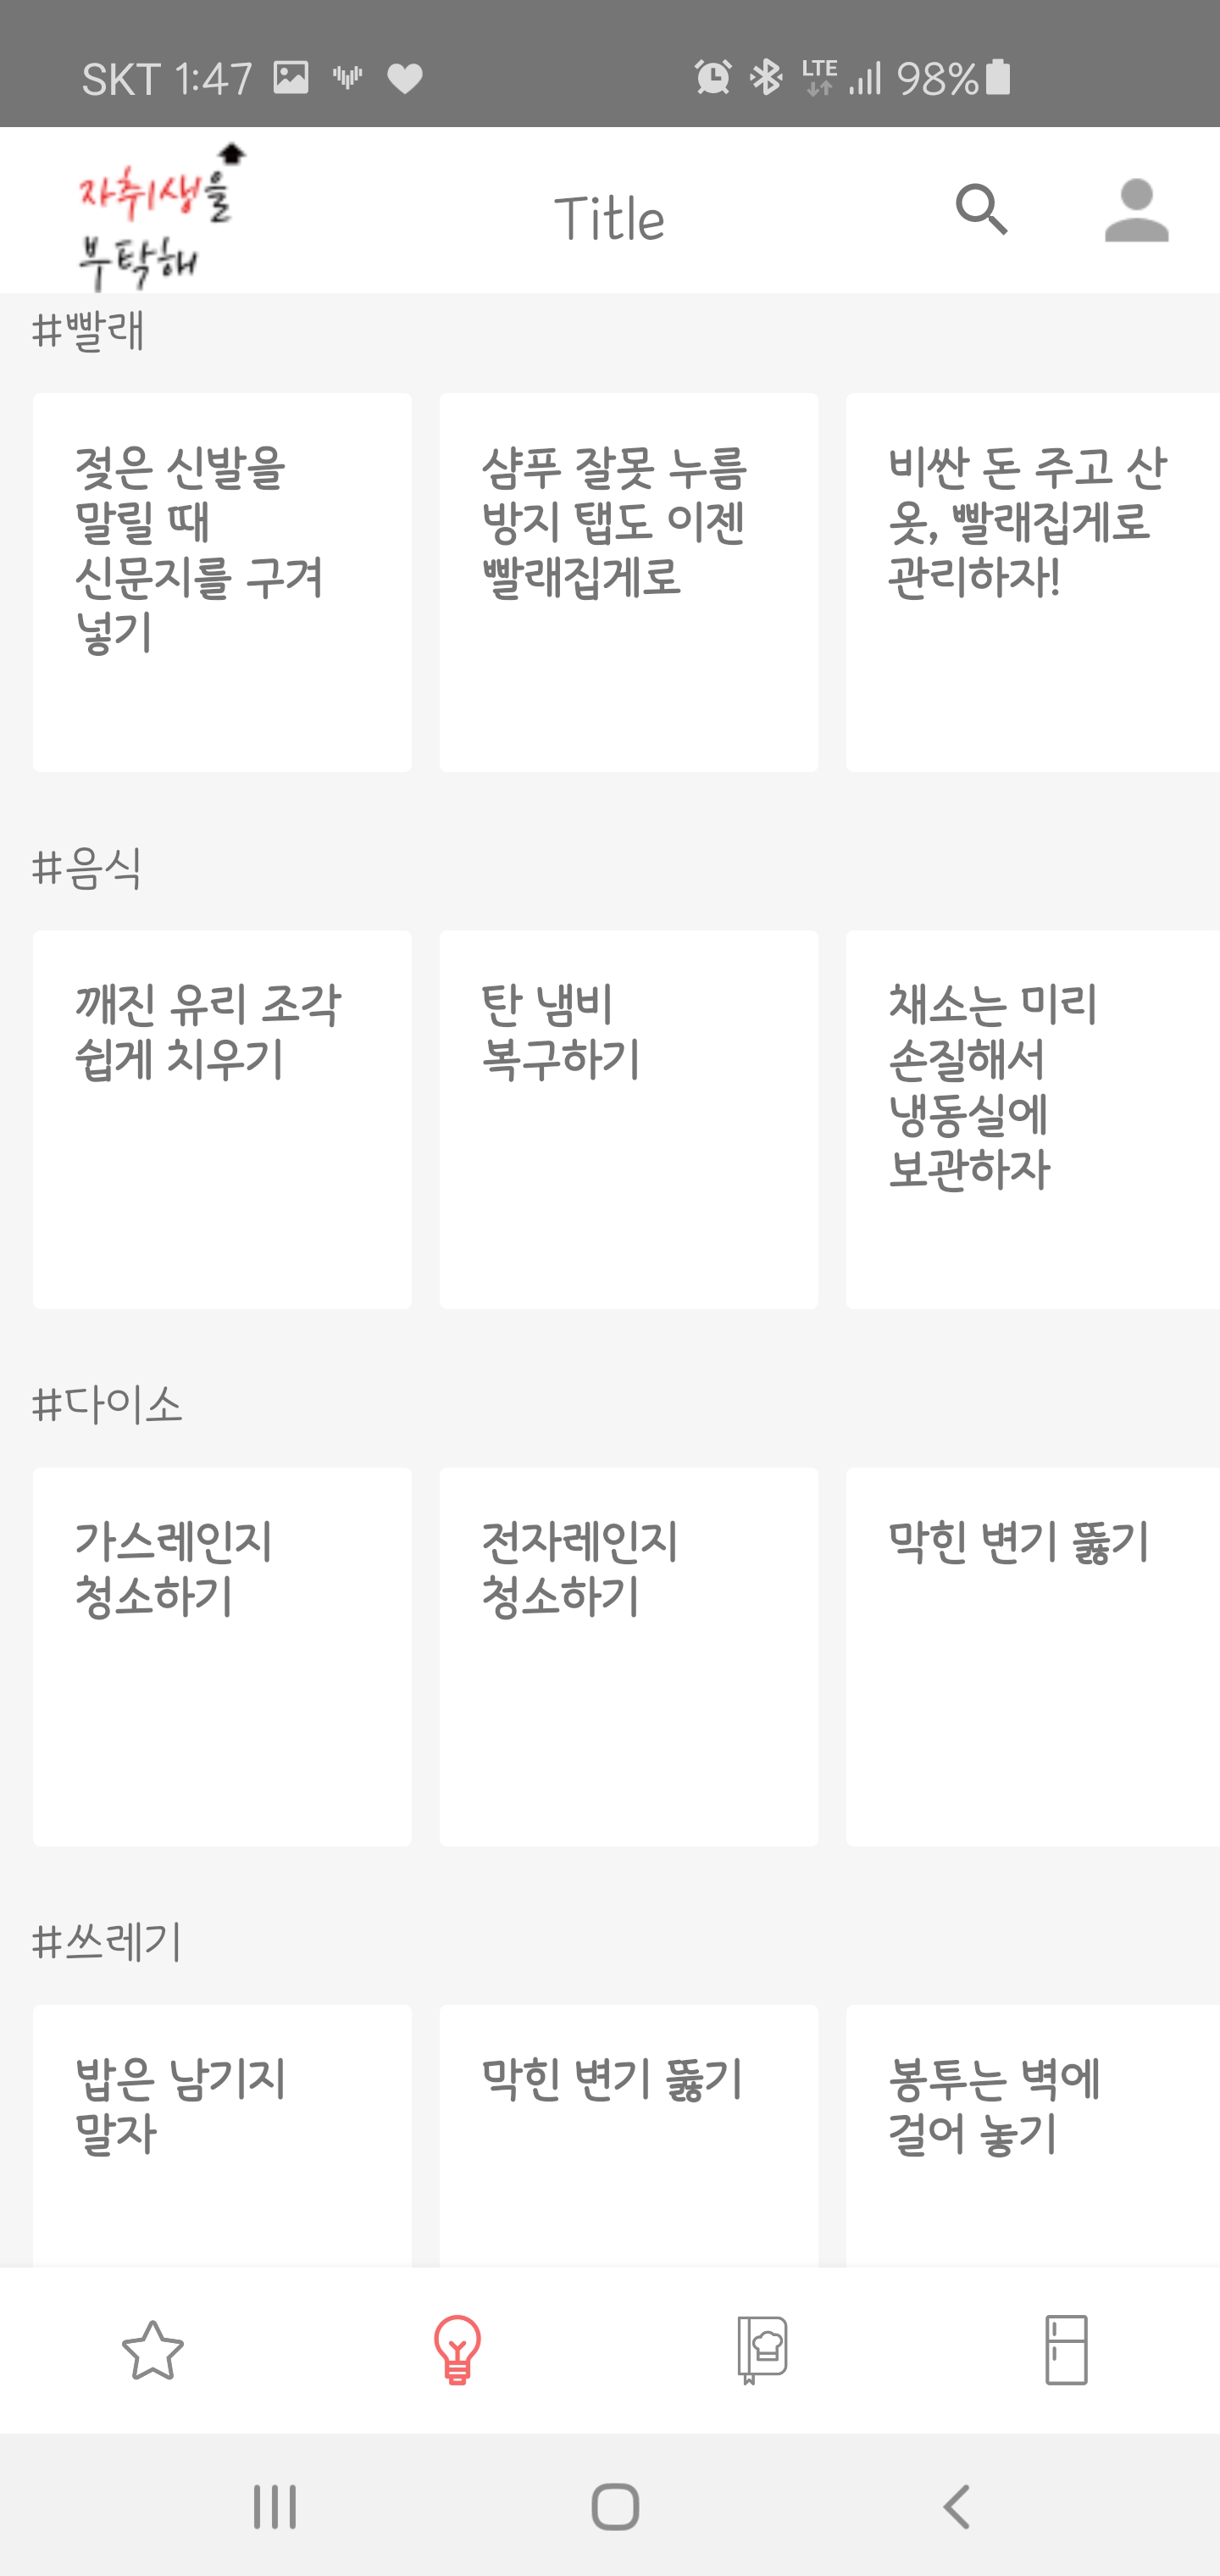 SKT 1:47 LTE 98%
자취생을
부탁해
Title
#빨래
젖은 신발을
말릴 때
신문지를 구겨
넣기
샴푸 잘못 누름
방지 탭도 이젠
빨래집게로
비싼 돈 주고 산
옷, 빨래집게로
관리하자!
#음식
깨진 유리 조각
쉽게 치우기
탄 냄비
복구하기
채소는 미리
손질해서
냉동실에
보관하자
#다이소
가스레인지
청소하기
전자레인지
청소하기
막힌 변기 뚫기
#쓰레기
밥은 남기지
말자
막힌 변기 뚫기
봉투는 벽에
걸어 놓기